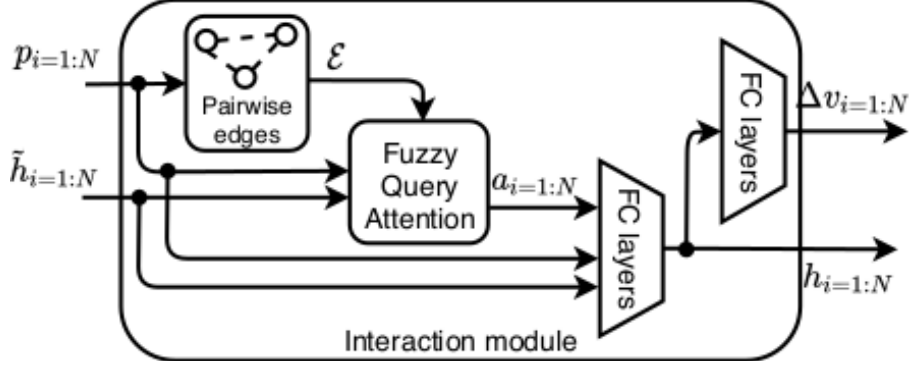 p_{i=1:N}
Pairwise
edges
ℰ
h̃_{i=1:N}
Fuzzy
Query
Attention
a_{i=1:N}
FC layers
FC layers
Δv_{i=1:N}
h_{i=1:N}
Interaction module